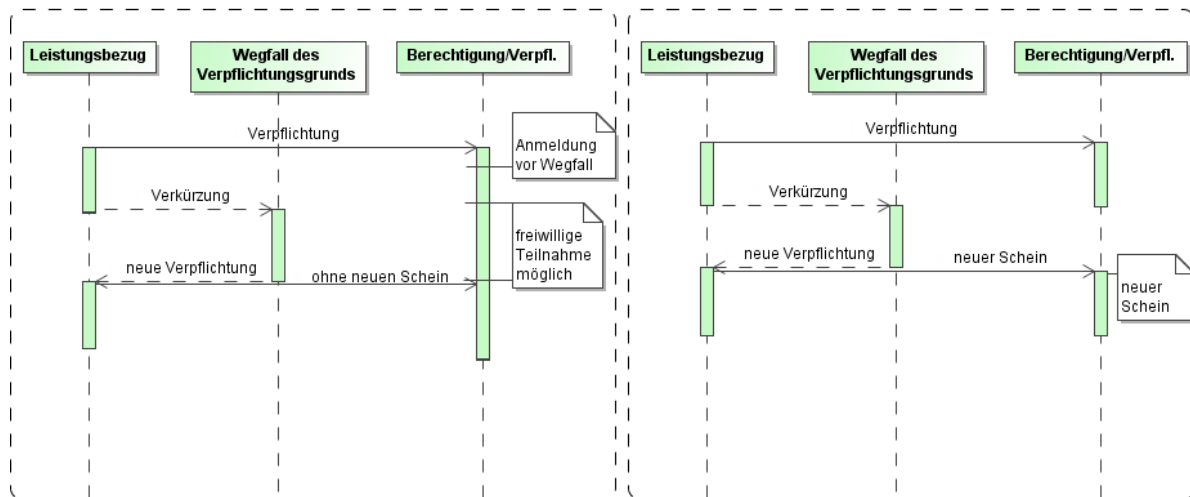 Leistungsbezug
Wegfall des
Verpflichtungsgrunds
Berechtigung/Verpfl.
Verpflichtung
Anmeldung
vor Wegfall
Verkürzung
freiwillige
Teilnahme
möglich
neue Verpflichtung
ohne neuen Schein
Leistungsbezug
Wegfall des
Verpflichtungsgrunds
Berechtigung/Verpfl.
Verpflichtung
Verkürzung
neue Verpflichtung
neuer Schein
neuer
Schein